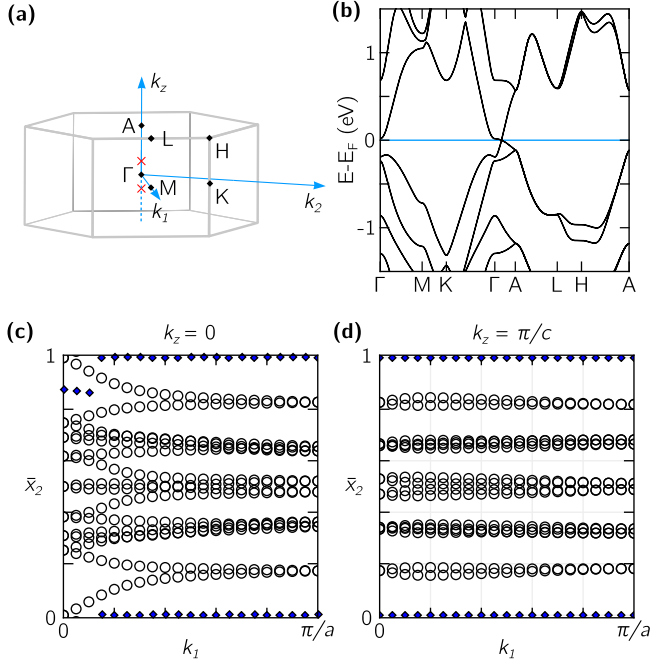 (a)
k_z
A
L
H
Γ
M
K
k_1
k_2
(b)
1
0
-1
E-E_F (eV)
Γ M K Γ A L H A
(c)
k_z = 0
1
x̄_2
0
0
π/a
k_1
(d)
k_z = π/c
1
x̄_2
0
0
π/a
k_1